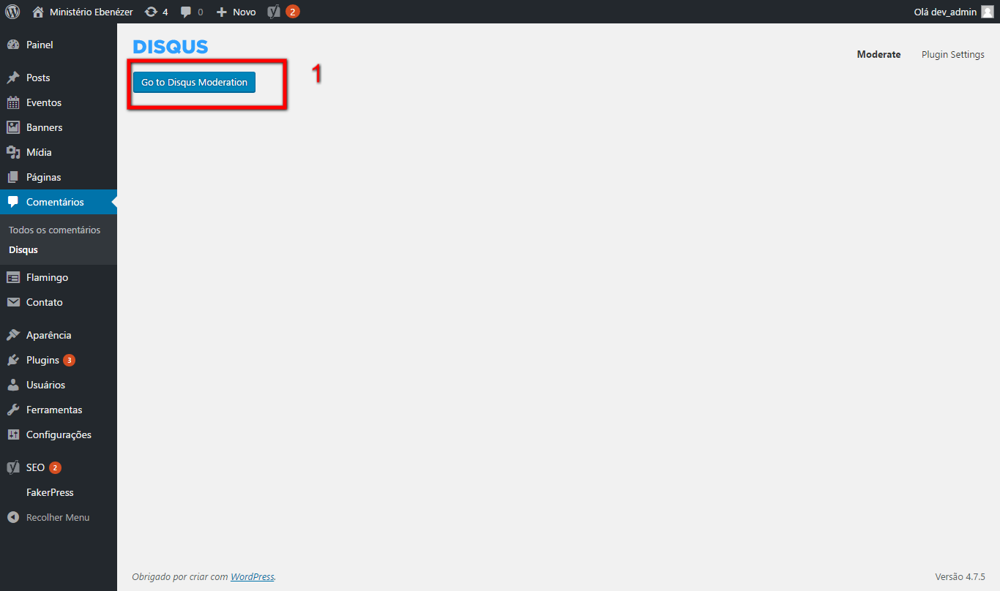 Ministério Ebenézer 4 0 Novo 2 Olá dev_admin
Painel
Posts
Eventos
Banners
Mídia
Páginas
Comentários
Todos os comentários
Disqus
Flamingo
Contato
Aparência
Plugins 3
Usuários
Ferramentas
Configurações
SEO 2
FakerPress
Recolher Menu
DISQUS
Moderate Plugin Settings
Go to Disqus Moderation
1
Obrigado por criar com WordPress.
Versão 4.7.5